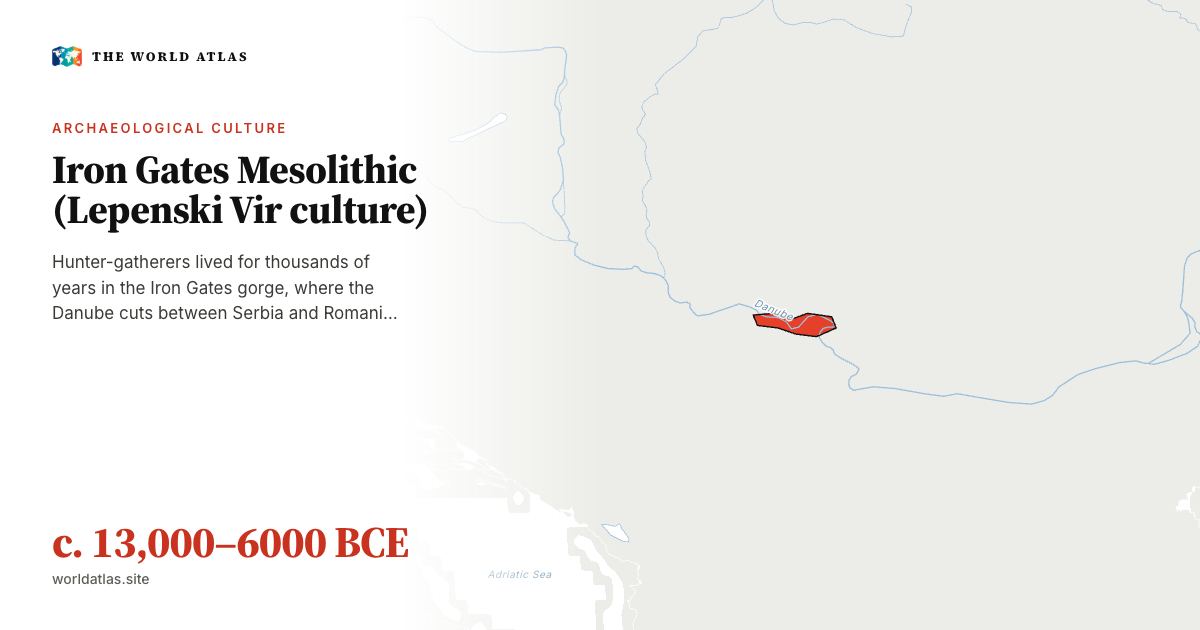 THE WORLD ATLAS
ARCHAEOLOGICAL CULTURE
Iron Gates Mesolithic
(Lepenski Vir culture)
Hunter-gatherers lived for thousands of
years in the Iron Gates gorge, where the
Danube cuts between Serbia and Romani...
c. 13,000–6000 BCE
worldatlas.site
Danube
Adriatic Sea